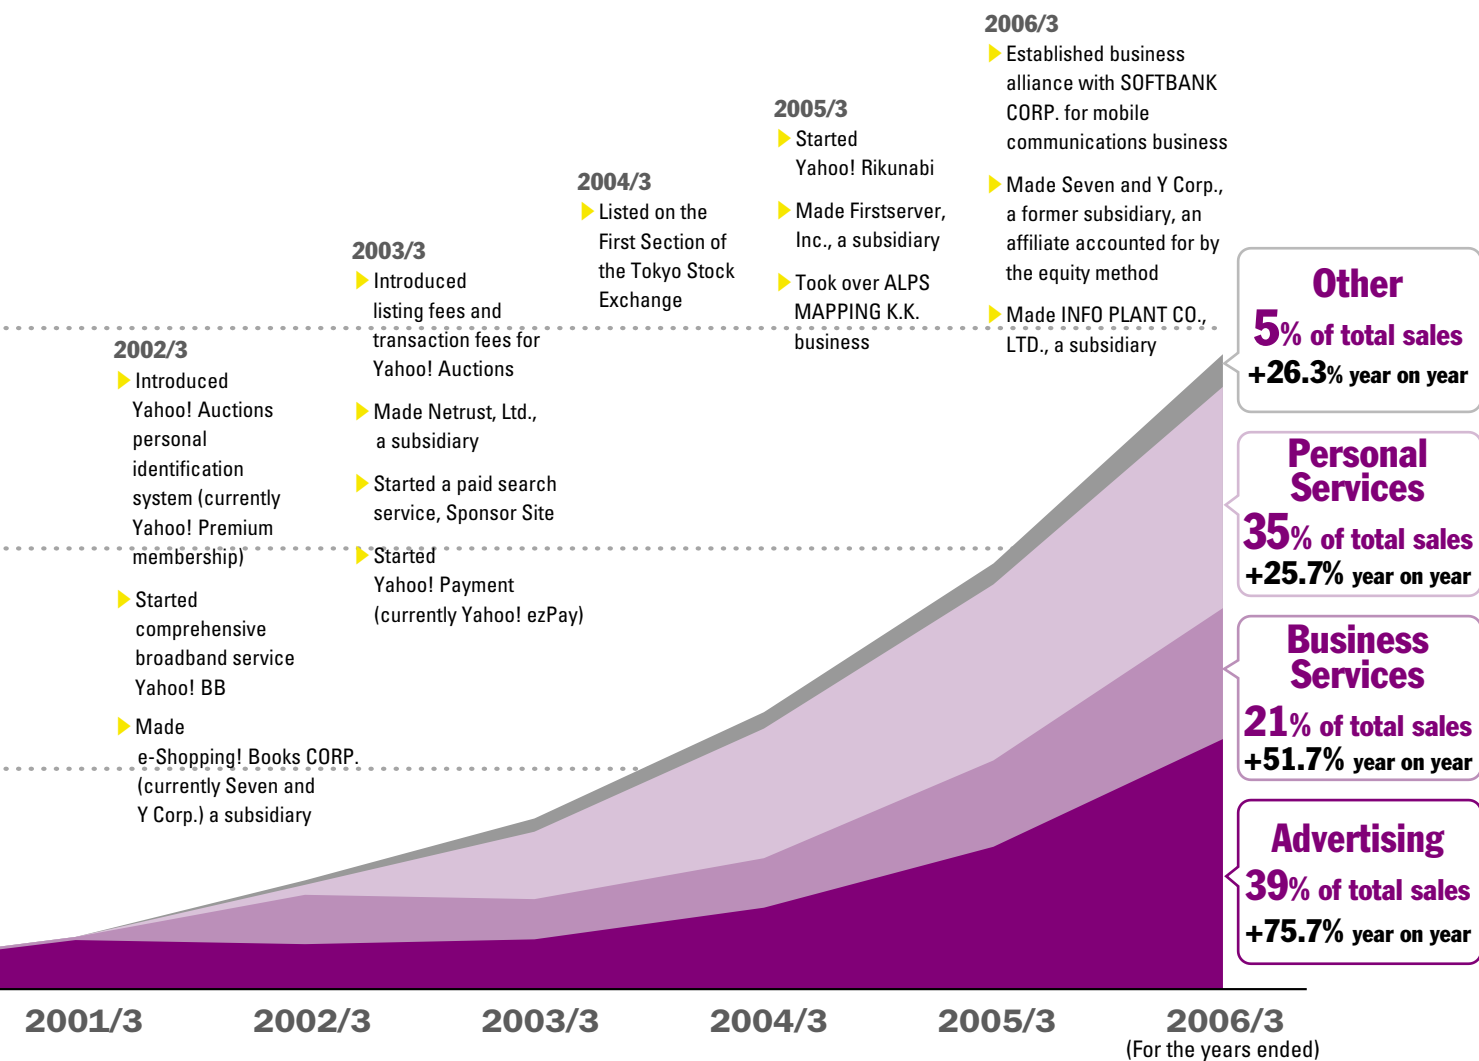 2002/3
Introduced
Yahoo! Auctions
personal
identification
system (currently
Yahoo! Premium
membership)
Started
comprehensive
broadband service
Yahoo! BB
Made
e-Shopping! Books CORP.
(currently Seven and
Y Corp.) a subsidiary
2003/3
Introduced
listing fees and
transaction fees for
Yahoo! Auctions
Made Netrust, Ltd.,
a subsidiary
Started a paid search
service, Sponsor Site
Started
Yahoo! Payment
(currently Yahoo! ezPay)
2004/3
Listed on the
First Section of
the Tokyo Stock
Exchange
2005/3
Started
Yahoo! Rikunabi
Made Firstserver,
Inc., a subsidiary
Took over ALPS
MAPPING K.K.
business
2006/3
Established business
alliance with SOFTBANK
CORP. for mobile
communications business
Made Seven and Y Corp.,
a former subsidiary, an
affiliate accounted for by
the equity method
Made INFO PLANT CO.,
LTD., a subsidiary
Other
5% of total sales
+26.3% year on year
Personal
Services
35% of total sales
+25.7% year on year
Business
Services
21% of total sales
+51.7% year on year
Advertising
39% of total sales
+75.7% year on year
2001/3 2002/3 2003/3 2004/3 2005/3 2006/3
(For the years ended)